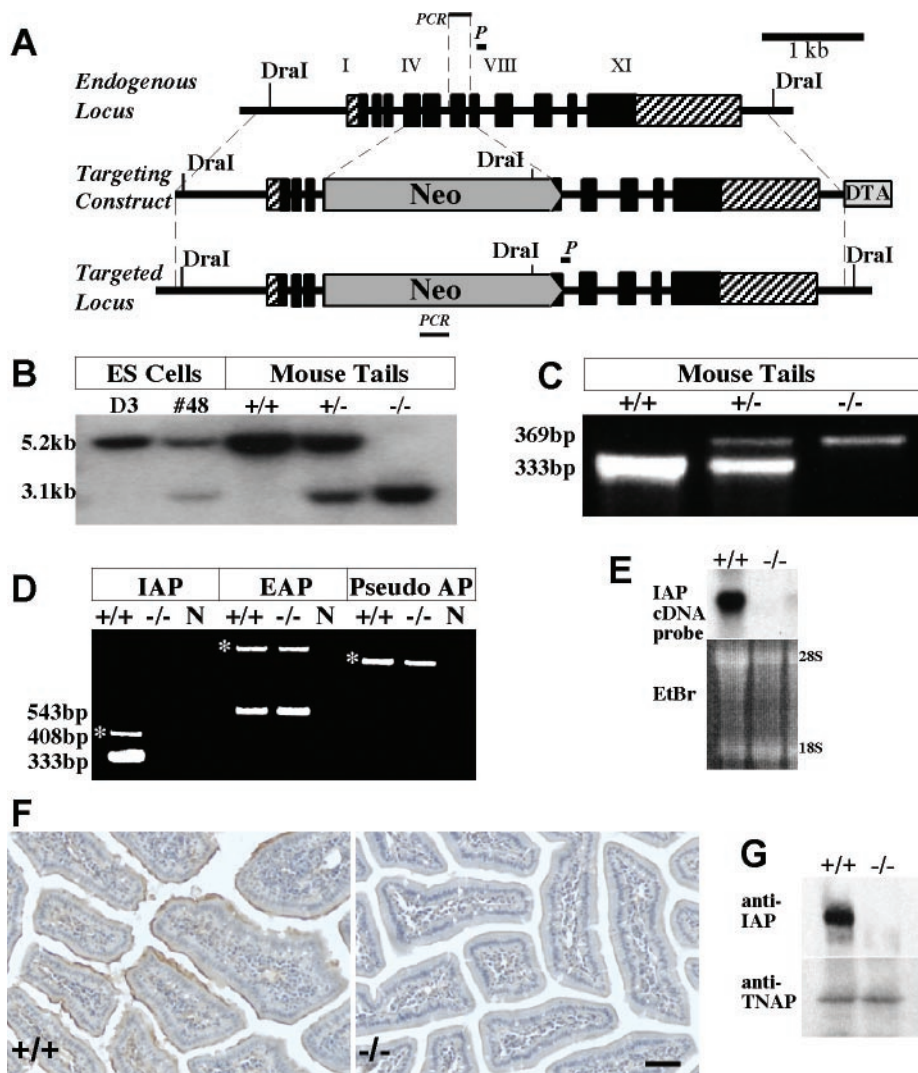 A
PCR
P
1 kb
I IV VIII XI
Endogenous
Locus
DraI DraI
Targeting
Construct
DraI DraI
Neo
DTA
Targeted
Locus
DraI DraI P DraI
Neo
PCR
B
ES Cells Mouse Tails
D3 #48 +/+ +/- -/-
5.2kb
3.1kb
C
Mouse Tails
+/+ +/- -/-
369bp
333bp
D
IAP EAP Pseudo AP
+/+ -/- N +/+ -/- N +/+ -/- N
* *
543bp
* 408bp
333bp
E
+/+ -/-
IAP
cDNA
probe
28S
EtBr
18S
F
+/+ -/-
G
+/+ -/-
anti-
IAP
anti-
TNAP